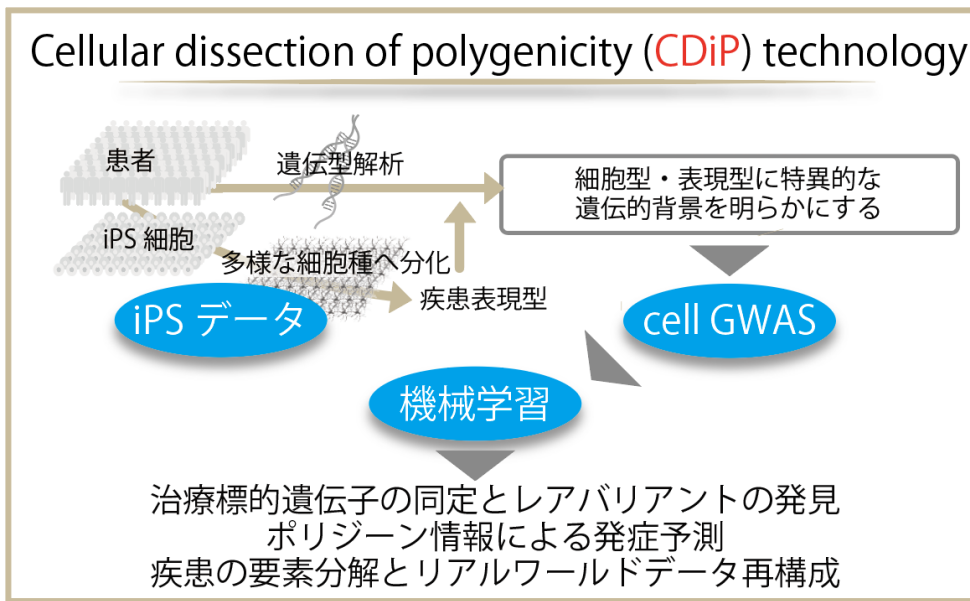 Cellular dissection of polygenicity (CDiP) technology
患者
遺伝型解析
細胞型・表現型に特異的な
遺伝的背景を明らかにする
iPS 細胞
多様な細胞種へ分化
疾患表現型
iPS データ
cell GWAS
機械学習
治療標的遺伝子の同定とレアバリアントの発見
ポリジーン情報による発症予測
疾患の要素分解とリアルワールドデータ再構成